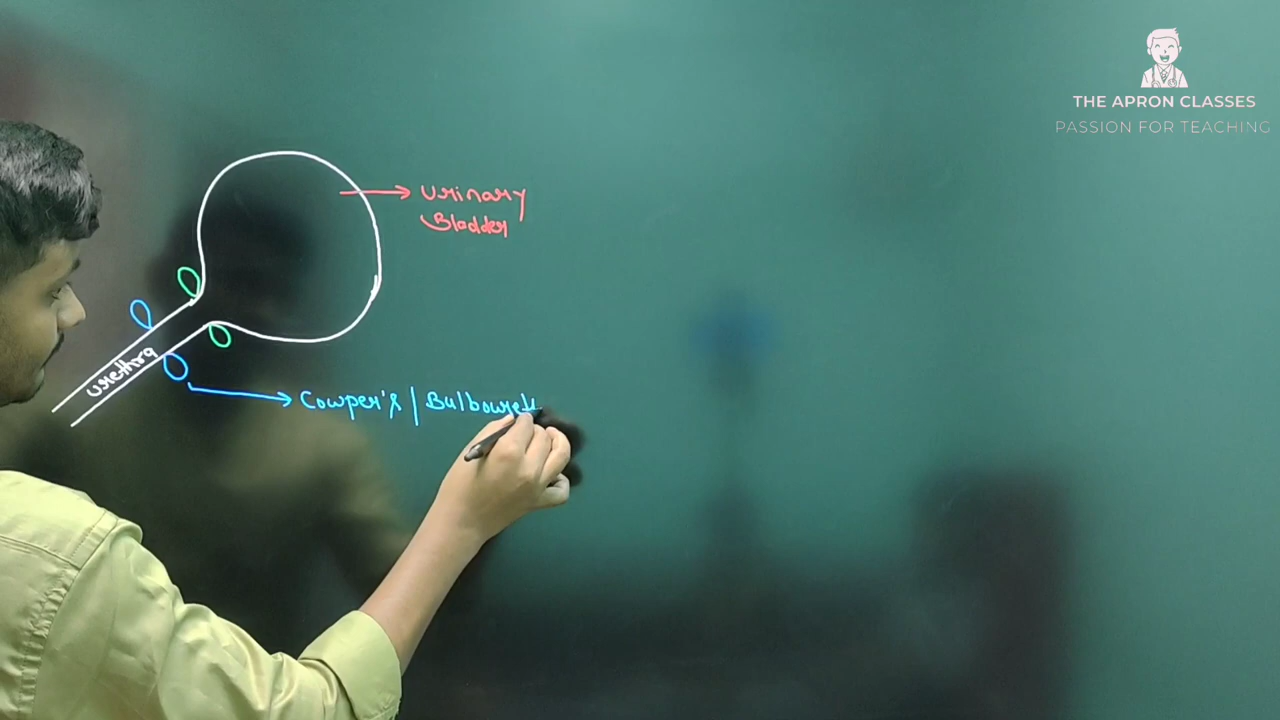 THE APRON CLASSES
PASSION FOR TEACHING
Urinary
Bladder
Urethra
Cowper's / Bulbouret